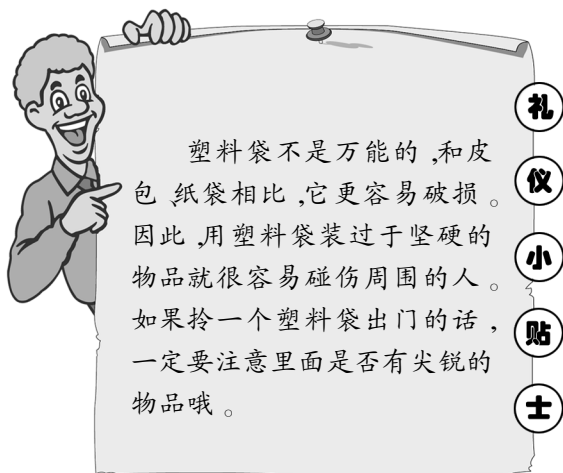 塑料袋不是万能的，和皮
包、纸袋相比，它更容易破损。
因此，用塑料袋装过于坚硬的
物品就很容易碰伤周围的人。
如果拎一个塑料袋出门的话，
一定要注意里面是否有尖锐的
物品哦。
礼
仪
小
贴
士